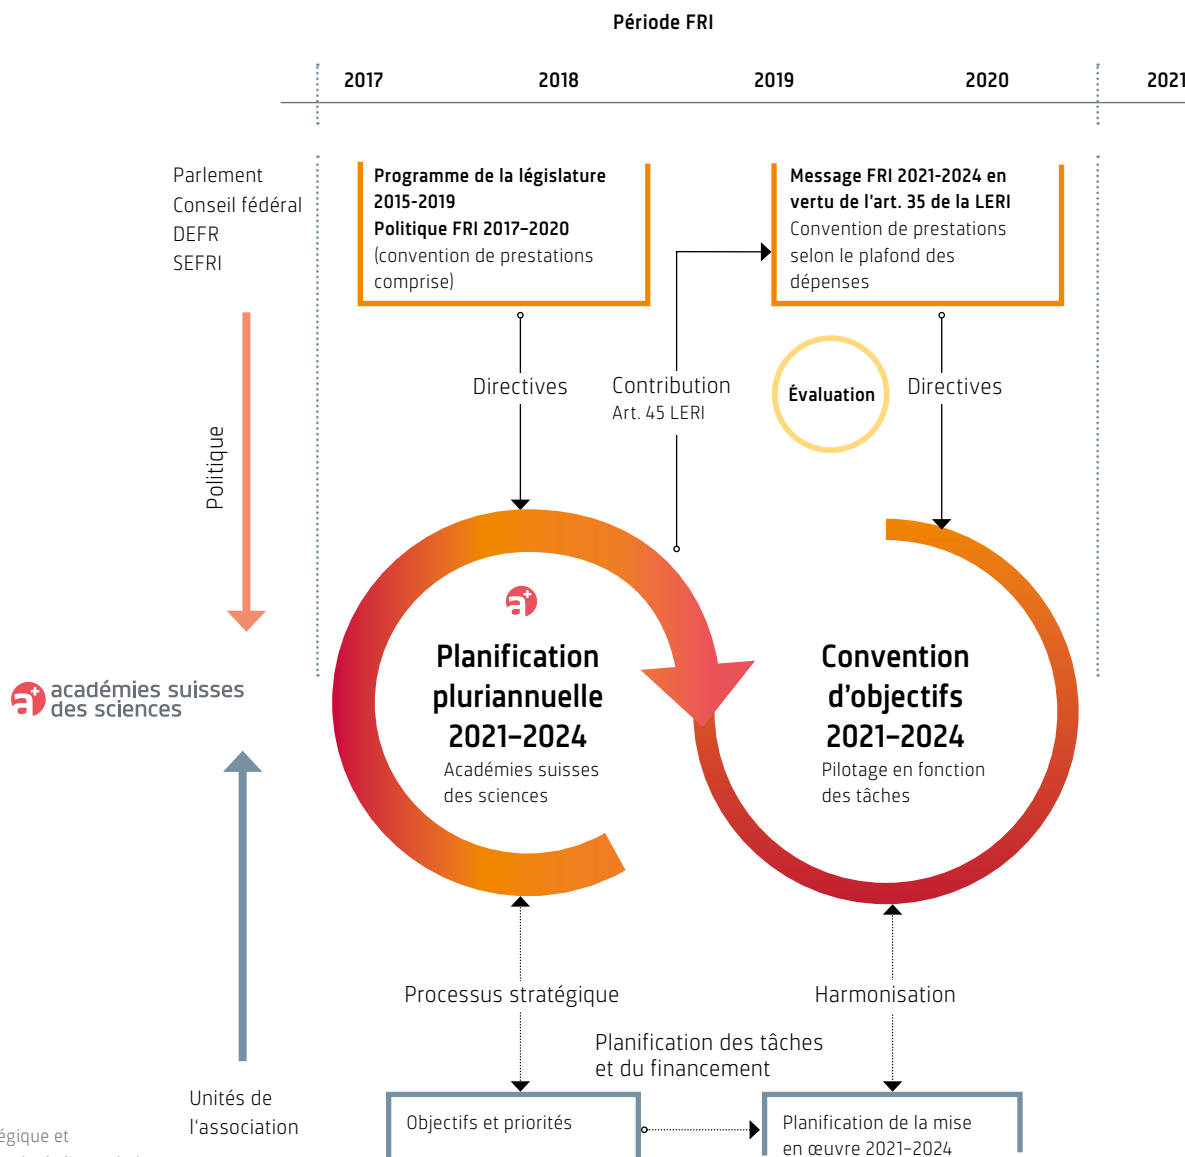 Période FRI
2017 2018 2019 2020 2021
Parlement
Conseil fédéral
DEFR
SEFRI
Programme de la législature
2015-2019
Politique FRI 2017–2020
(convention de prestations
comprise)
Message FRI 2021-2024 en
vertu de l'art. 35 de la LERI
Convention de prestations
selon le plafond des
dépenses
Directives
Contribution
Art. 45 LERI
Évaluation
Directives
Politique
a+
académies suisses
des sciences
a+
Planification
pluriannuelle
2021–2024
Académies suisses
des sciences
Convention
d'objectifs
2021–2024
Pilotage en fonction
des tâches
Processus stratégique
Harmonisation
Planification des tâches
et du financement
Unités de
l'association
Objectifs et priorités
Planification de la mise
en œuvre 2021–2024
égique et